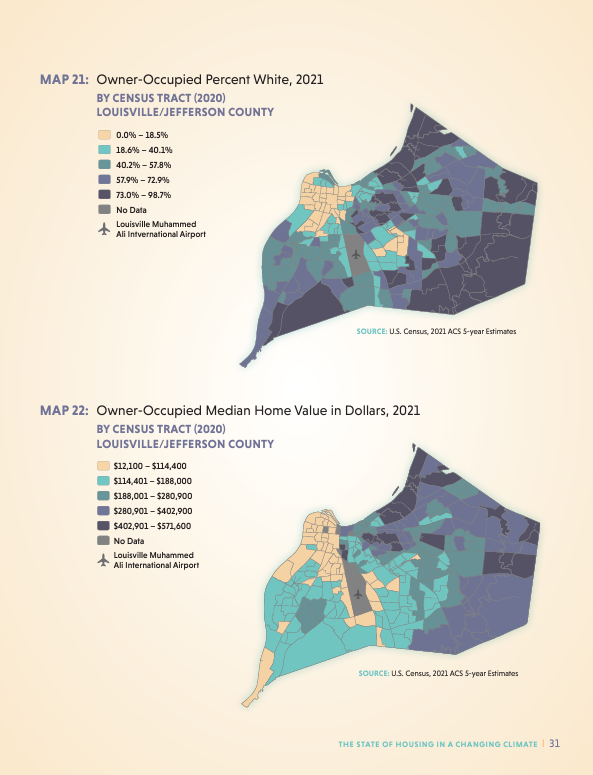 MAP 21: Owner-Occupied Percent White, 2021
BY CENSUS TRACT (2020)
LOUISVILLE/JEFFERSON COUNTY
0.0% – 18.5%
18.6% – 40.1%
40.2% – 57.8%
57.9% – 72.9%
73.0% – 98.7%
No Data
Louisville Muhammed
Ali Intvernational Airport
SOURCE: U.S. Census, 2021 ACS 5-year Estimates
MAP 22: Owner-Occupied Median Home Value in Dollars, 2021
BY CENSUS TRACT (2020)
LOUISVILLE/JEFFERSON COUNTY
$12,100 – $114,400
$114,401 – $188,000
$188,001 – $280,900
$280,901 – $402,900
$402,901 – $571,600
No Data
Louisville Muhammed
Ali International Airport
SOURCE: U.S. Census, 2021 ACS 5-year Estimates
THE STATE OF HOUSING IN A CHANGING CLIMATE | 31